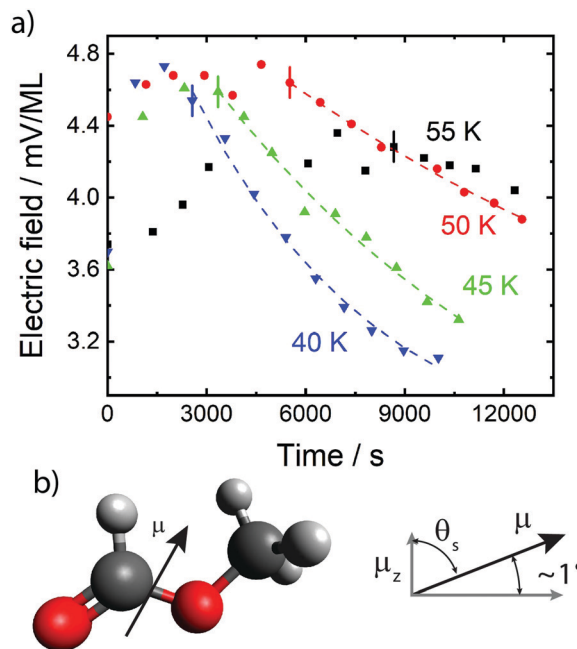 a)
Electric field / mV/ML
4.8
4.4
4.0
3.6
3.2
55 K
50 K
45 K
40 K
0 3000 6000 9000 12000
Time / s
b)
μ
θs
μ
μz
~1°